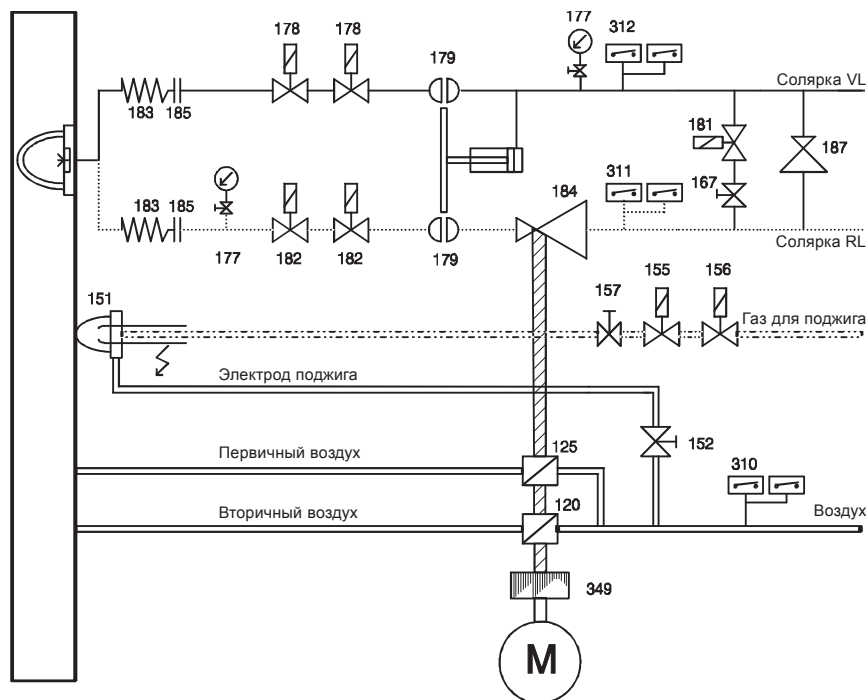 178 178 179 177 312
Солярка VL
183 185 181 187
184 311 167
183 185
Солярка RL
177 182 182 179
151 157 155 156
Газ для поджига
Электрод поджига
152
Первичный воздух 125 310
Вторичный воздух 120 Воздух
349
M